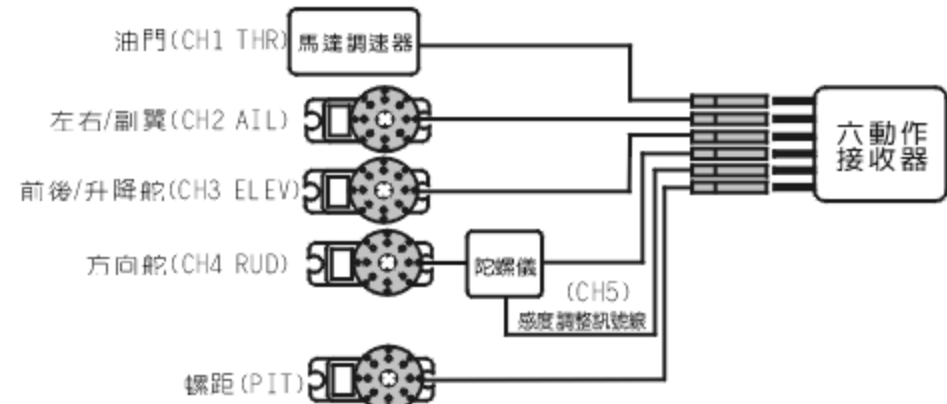 油門(CH1 THR)
馬達調速器
左右/副翼(CH2 AIL)
六動作
接收器
前後/升降舵(CH3 ELEV)
方向舵(CH4 RUD)
陀螺儀
(CH5)
感度調整訊號線
螺距(PIT)